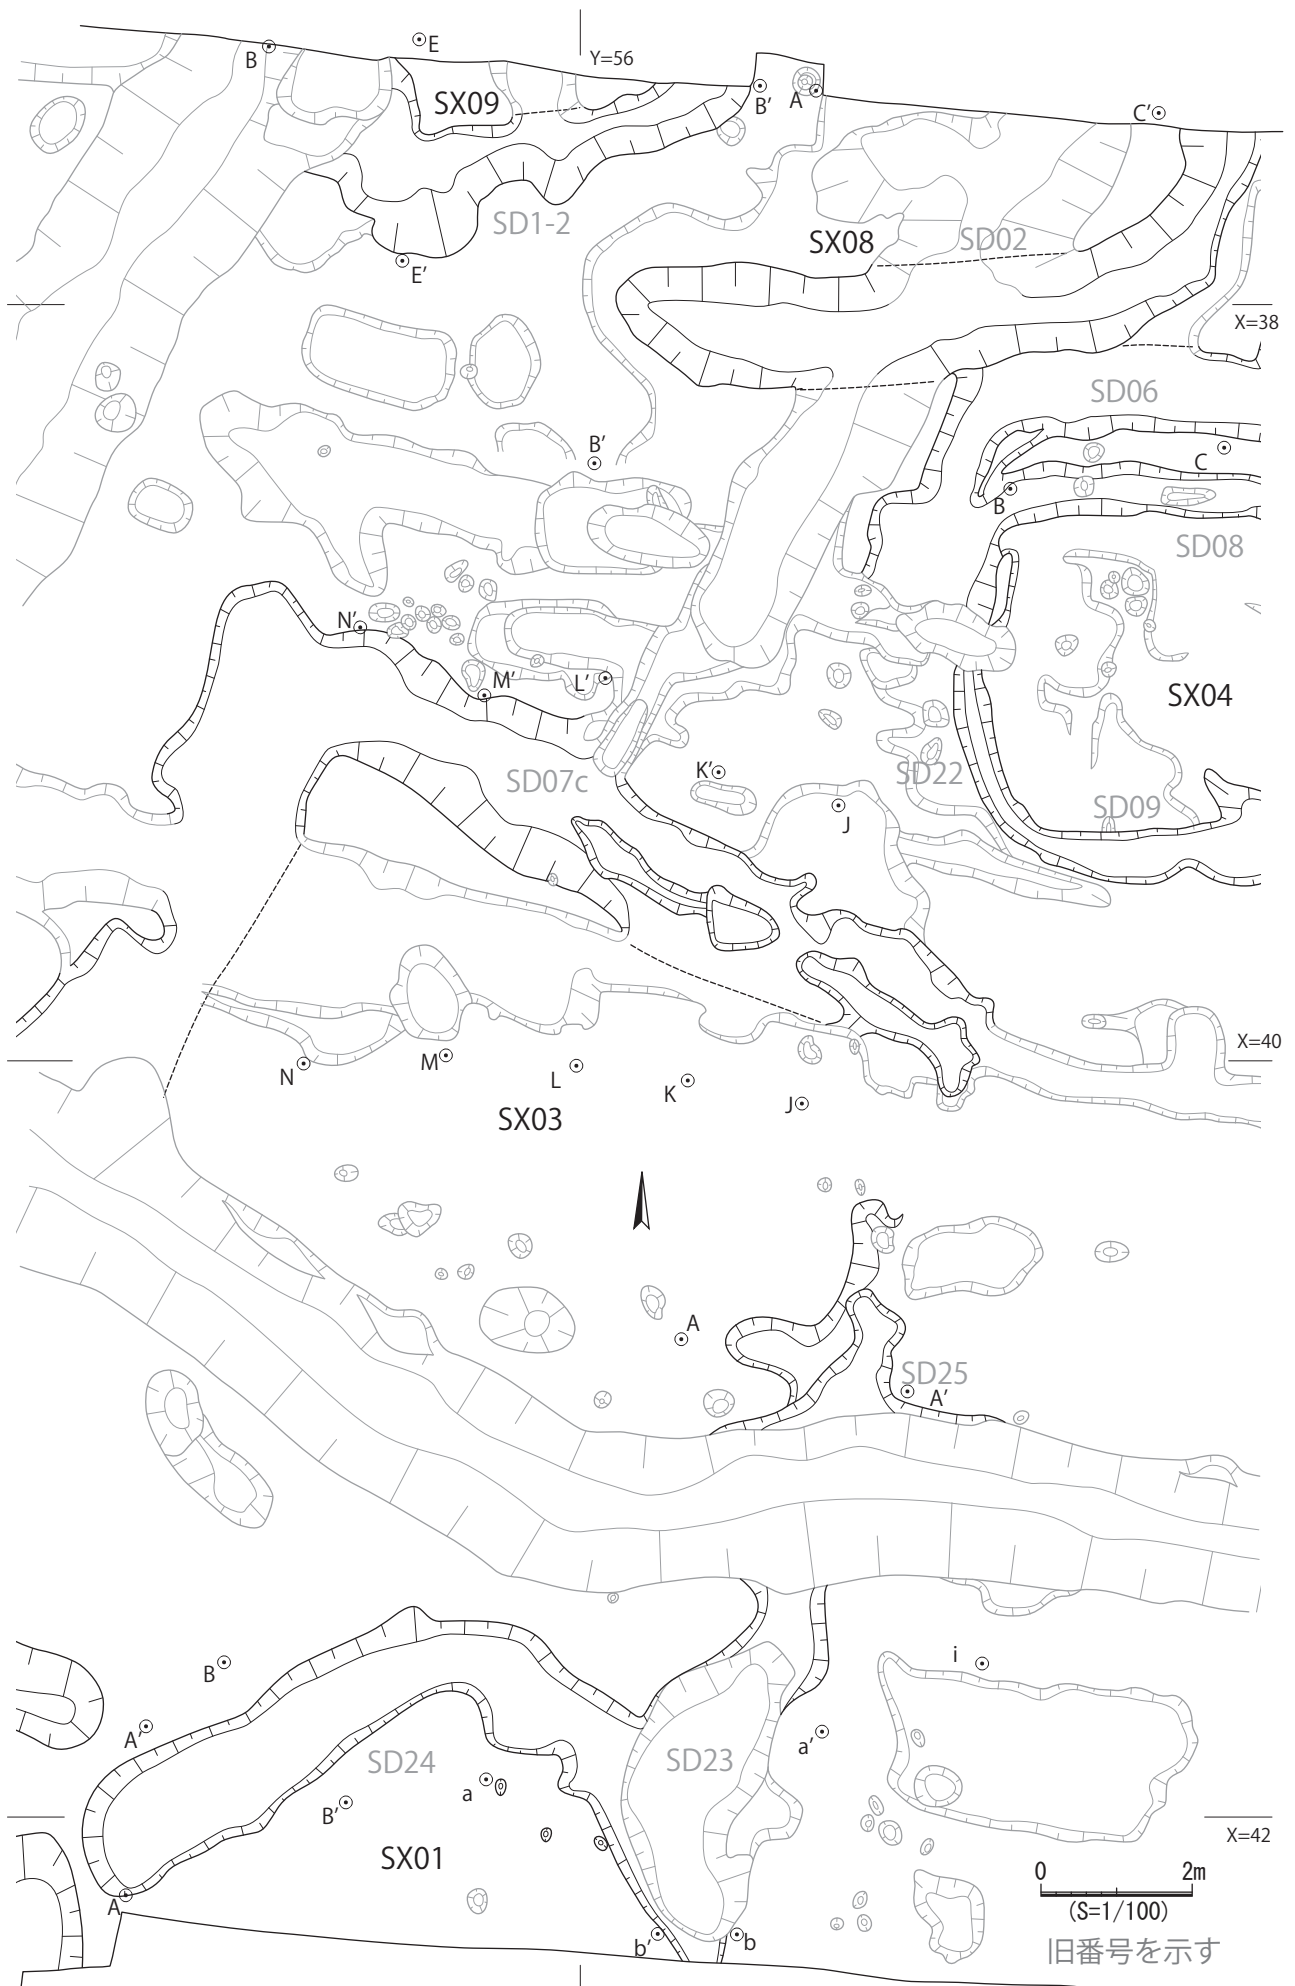 E
B
Y=56
SX09
B'
A
C'
SD1-2
SX08
SD02
E'
X=38
SD06
B'
C
B
SD08
N'
M'
L'
SX04
K'
SD07c
SD22
J
SD09
X=40
N
M
L
K
J
SX03
A
SD25
A'
B
i
A'
a'
SD24
SD23
a
B'
X=42
SX01
0 2m
A
(S=1/100)
b'
b
旧番号を示す